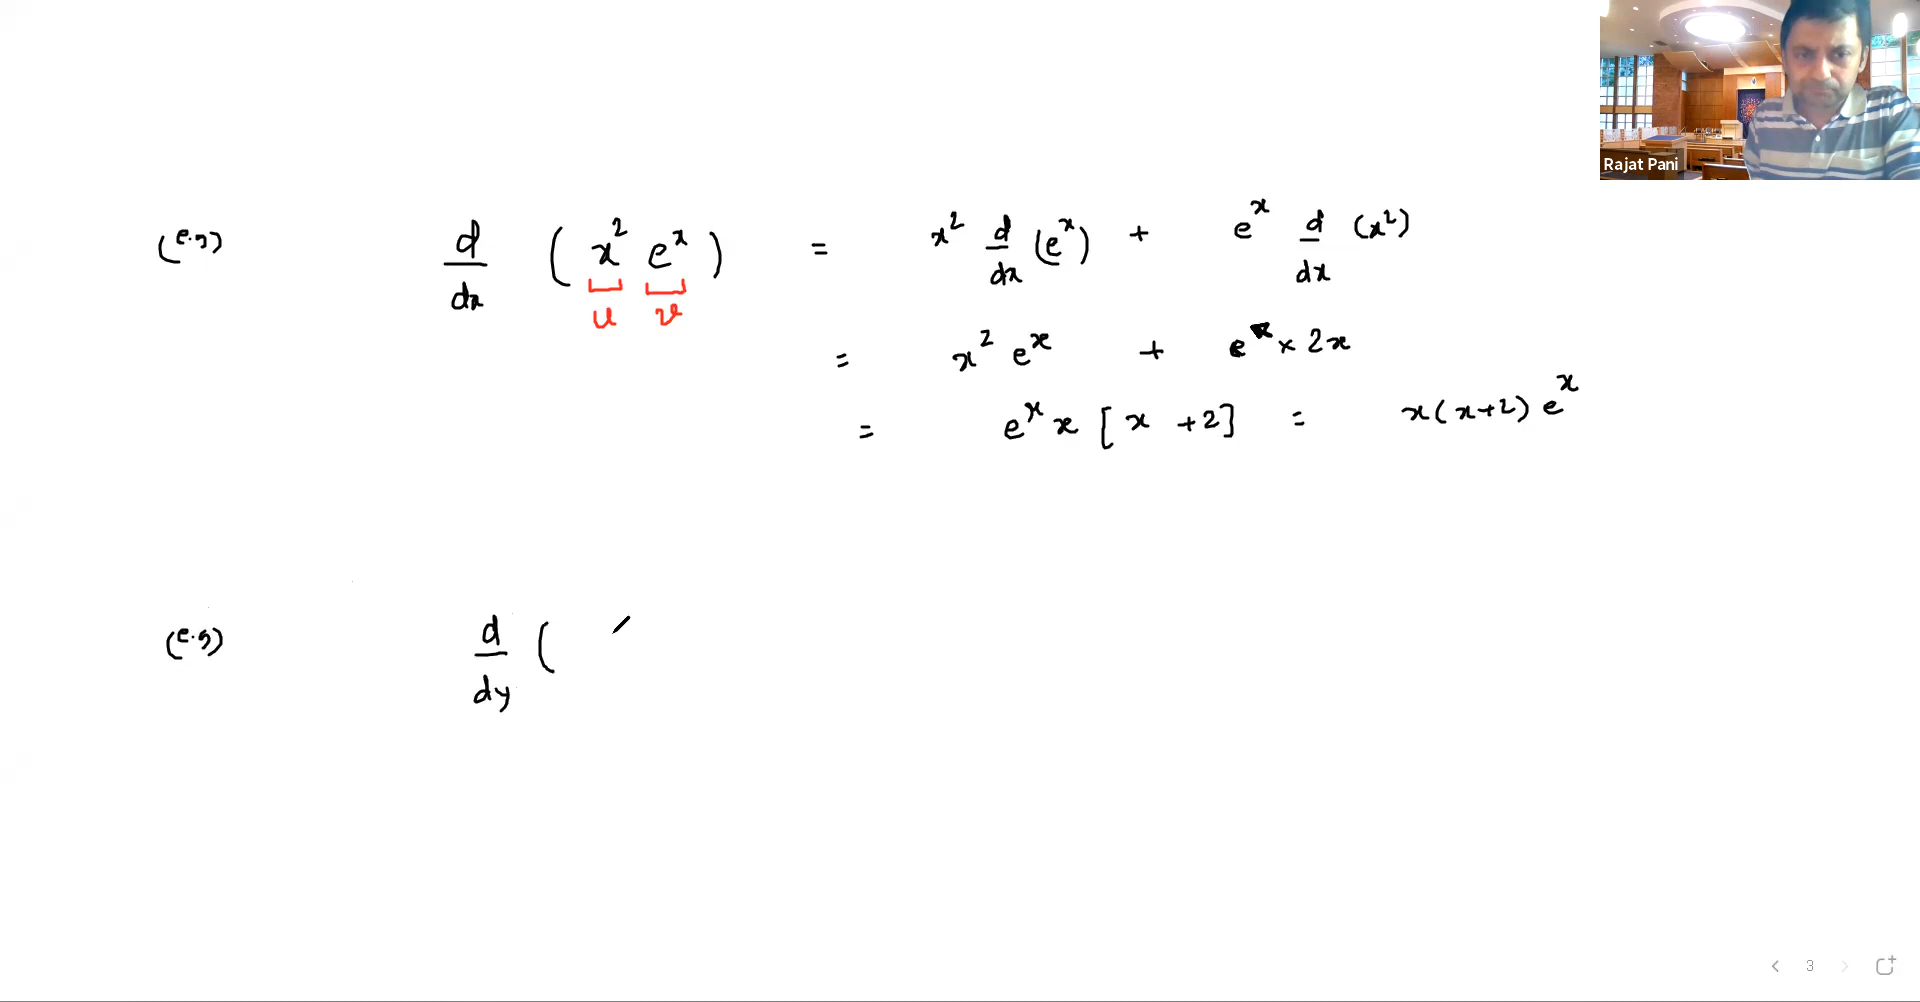 Rajat Pani
(e.g) d/dx (x² eˣ) = x² d/dx (eˣ) + eˣ d/dx (x²)
u v
= x² eˣ + eˣ × 2x
= eˣ x [x +2] = x(x+2) eˣ
(e.g) d/dy (
3